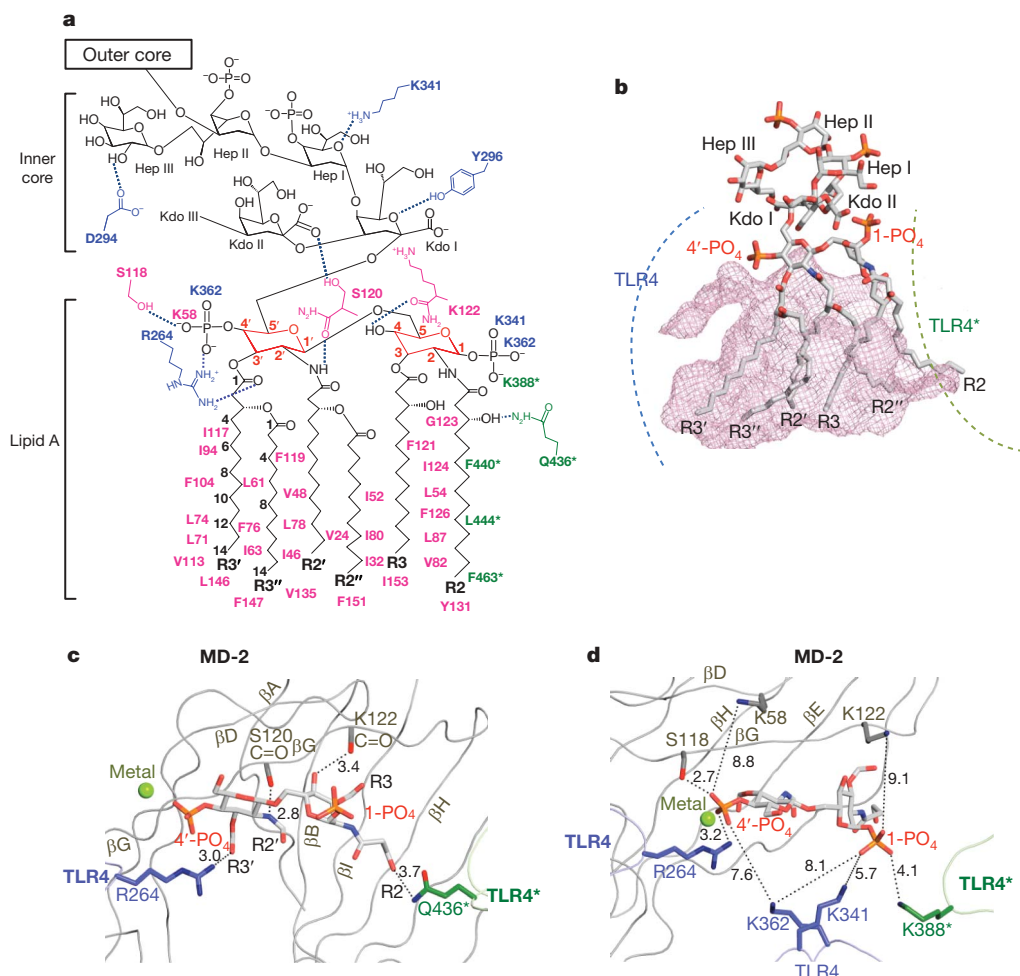 a
Outer core
Inner core
Hep III
Hep II
Hep I
Kdo III
Kdo II
Kdo I
K341
Y296
D294
HO
OH
O
P
O⁻
⁺H₃N
CO₂⁻
Lipid A
S118
K58
K362
R264
S120
K122
K341
K362
K388*
Q436*
H₂N
NH₂⁺
NH₂
NH
4′
5′
3′
2′
1′
4
5
3
2
1
1
1
4
6
8
10
12
14
4
8
14
I117
I94
F104
L74
L71
V113
L146
F119
L61
F76
I63
F147
V48
L78
I46
V135
I52
V24
I80
I32
F151
G123
F121
I124
L54
F126
L87
V82
I153
Y131
F440*
L444*
F463*
R3′
R3″
R2′
R2″
R3
R2
b
Hep II
Hep III
Hep I
Kdo II
Kdo I
1-PO₄
4′-PO₄
TLR4
TLR4*
R2
R3′
R3″
R2′
R3
R2″
c
MD-2
βA
K122
C=O
βD
S120
C=O
βG
3.4
R3
Metal
2.8
1-PO₄
βH
4′-PO₄
R2′
βB
βG
3.0
R3′
βI
3.7
TLR4
R264
R2
Q436*
TLR4*
d
MD-2
βD
βH
K58
βE
K122
βG
S118
8.8
2.7
9.1
Metal
4′-PO₄
1-PO₄
3.2
TLR4
R264
7.6
8.1
5.7
4.1
TLR4*
K362
K341
K388*
TLR4